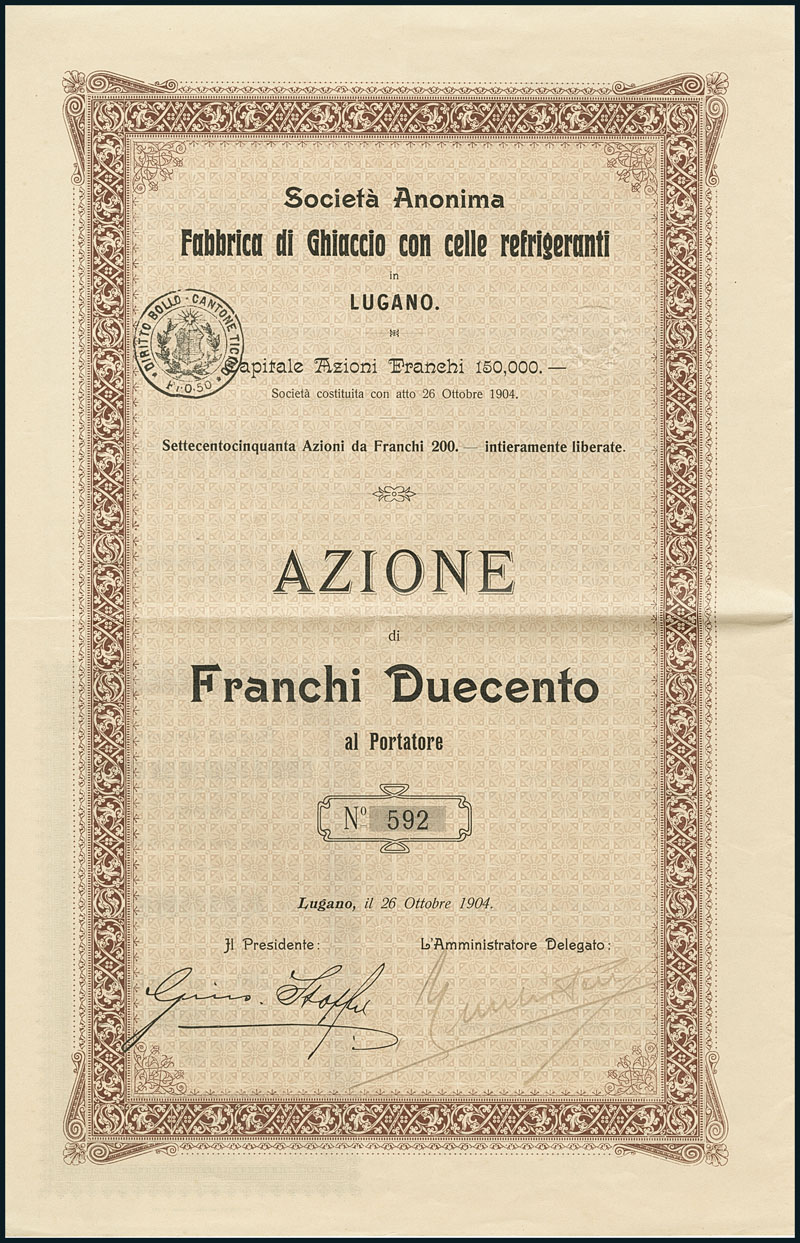 Società Anonima
Fabbrica di Ghiaccio con celle refrigeranti
in
LUGANO.
DIRITTO BOLLO · CANTONE TICINO
Fr. 0.50
Capitale Azioni Franchi 150,000. —
Società costituita con atto 26 Ottobre 1904.
Settecentocinquanta Azioni da Franchi 200. — intieramente liberate.
AZIONE
di
Franchi Duecento
al Portatore
Nº 592
Lugano, il 26 Ottobre 1904.
Il Presidente: L'Amministratore Delegato: